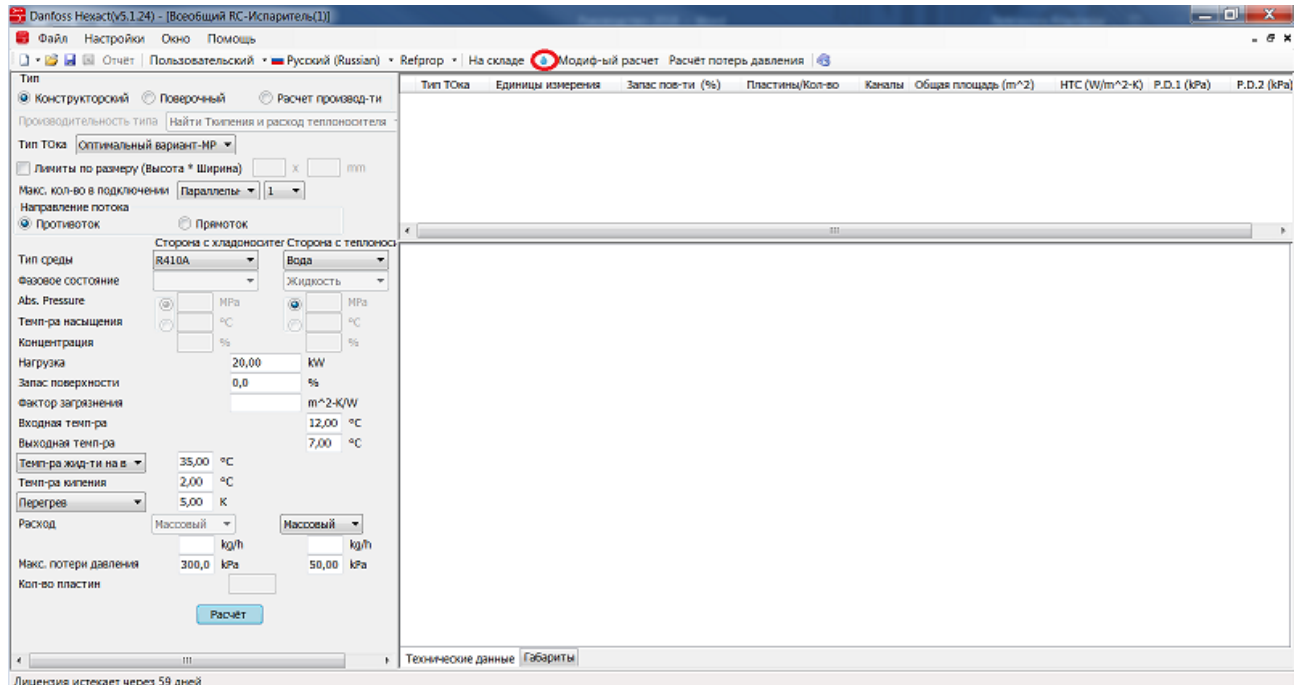 Danfoss Hexact(v5.1.24) - [Всеобщий RC-Испаритель(1)]
Файл Настройки Окно Помощь
Отчёт Пользовательский Русский (Russian) Refprop На складе Модиф-ый расчет Расчёт потерь давления
Тип
Конструкторский Поверочный Расчет производ-ти
Производительность типа Найти Ткипения и расход теплоносителя
Тип ТОка Оптимальный вариант-MP
Лимиты по размеру (Высота * Ширина) x mm
Макс. кол-во в подключении Параллель 1
Направление потока
Противоток Прямоток
Сторона с хладоносител Сторона с теплонос
Тип среды R410A Вода
Фазовое состояние Жидкость
Abs. Pressure MPa MPa
Темп-ра насыщения °C °C
Концентрация % %
Нагрузка 20,00 kW
Запас поверхности 0,0 %
Фактор загрязнения m^2-K/W
Входная темп-ра 12,00 °C
Выходная темп-ра 7,00 °C
Темп-ра жид-ти на в 35,00 °C
Темп-ра кипения 2,00 °C
Перегрев 5,00 K
Расход Массовый Массовый
kg/h kg/h
Макс. потери давления 300,0 kPa 50,00 kPa
Кол-во пластин
Расчёт
Тип ТОка Единицы измерения Запас пов-ти (%) Пластины/Кол-во Каналы Общая площадь (m^2) HTC (W/m^2-K) P.D.1 (kPa) P.D.2 (kPa)
Технические данные Габариты
Лицензия истекает через 59 дней